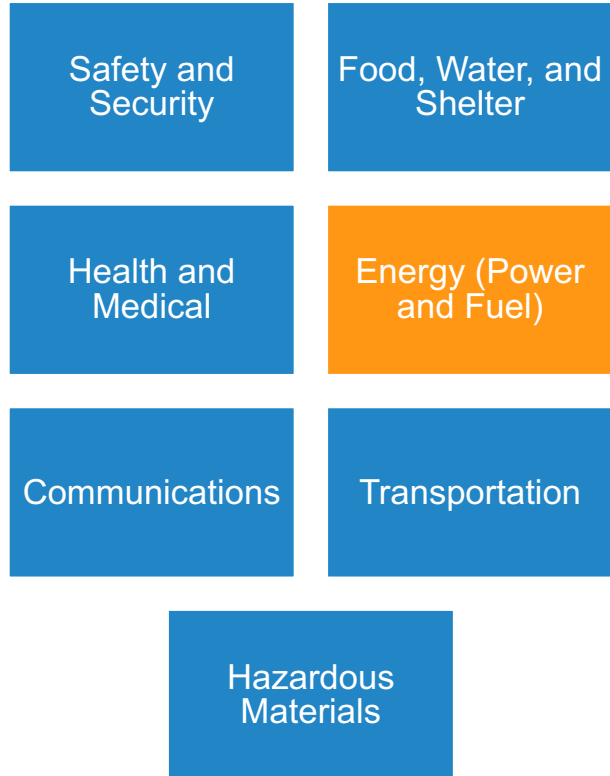 Safety and
Security
Food, Water, and
Shelter
Health and
Medical
Energy (Power
and Fuel)
Communications
Transportation
Hazardous
Materials